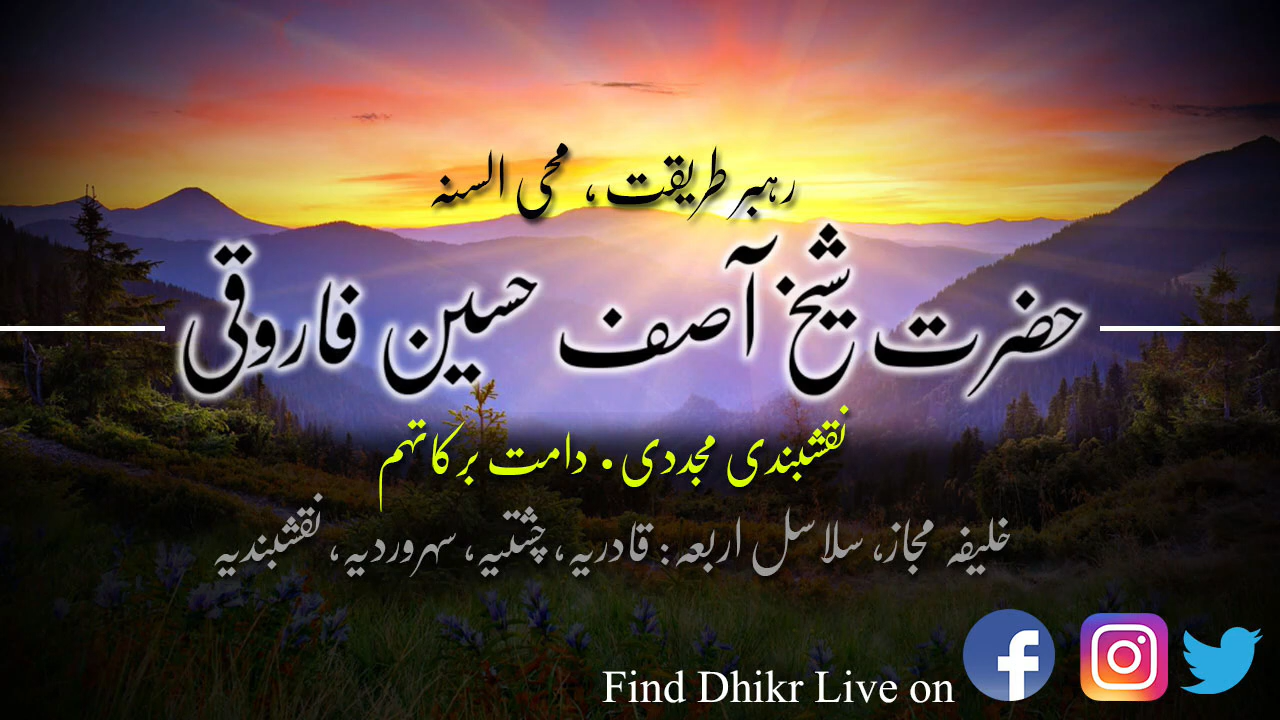 رہبر طریقت، محی السنہ
حضرت شیخ آصف حسین فاروقی
نقشبندی مجددی۔ دامت برکاتہم
خلیفہ مجاز، سلاسل اربعہ: قادریہ، چشتیہ، سہروردیہ، نقشبندیہ
Find Dhikr Live on